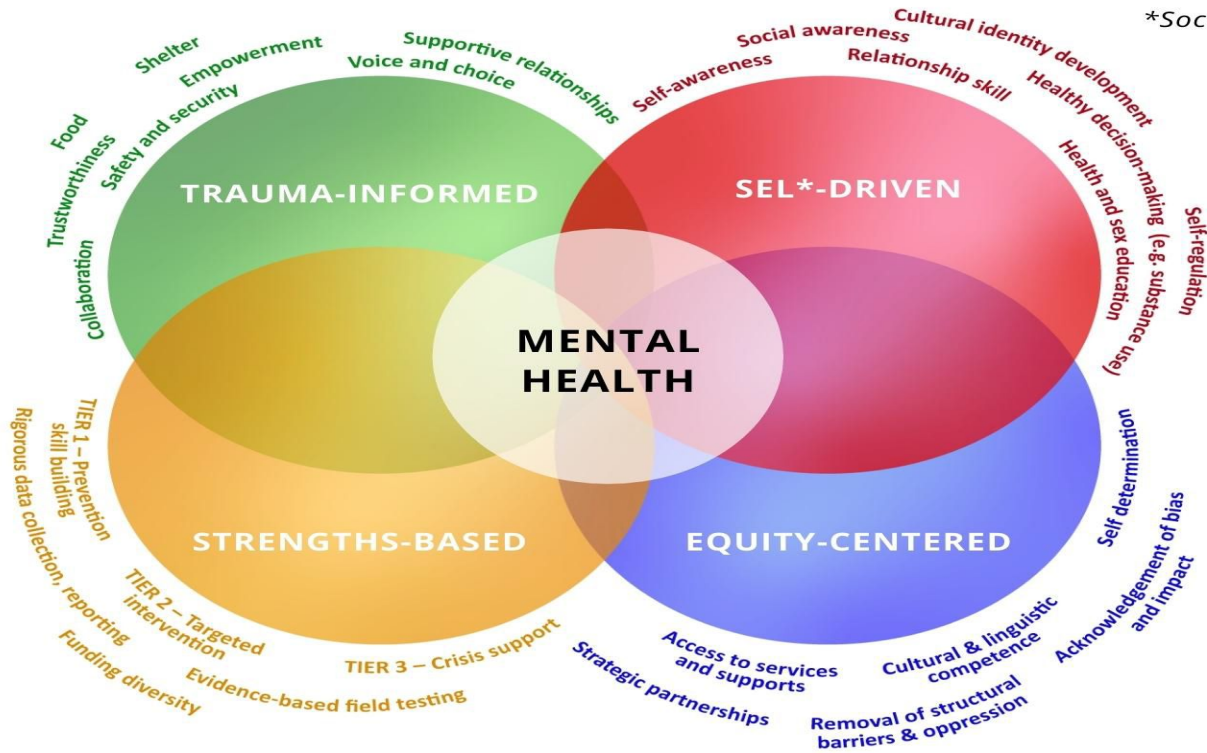 *Soc
Shelter
Empowerment
Supportive relationships
Voice and choice
Food
Trustworthiness
Safety and security
Collaboration
TRAUMA-INFORMED
Cultural identity development
Social awareness
Relationship skill
Self-awareness
Healthy decision-making (e.g. substance use)
Health and sex education
Self-regulation
SEL*-DRIVEN
MENTAL
HEALTH
TIER 1 – Prevention
skill building
Rigorous data collection, reporting
TIER 2 – Targeted
intervention
Funding diversity
Evidence-based field testing
TIER 3 – Crisis support
STRENGTHS-BASED
EQUITY-CENTERED
Self determination
Acknowledgement of bias
and impact
Cultural & linguistic
competence
Access to services
and supports
Strategic partnerships
Removal of structural
barriers & oppression